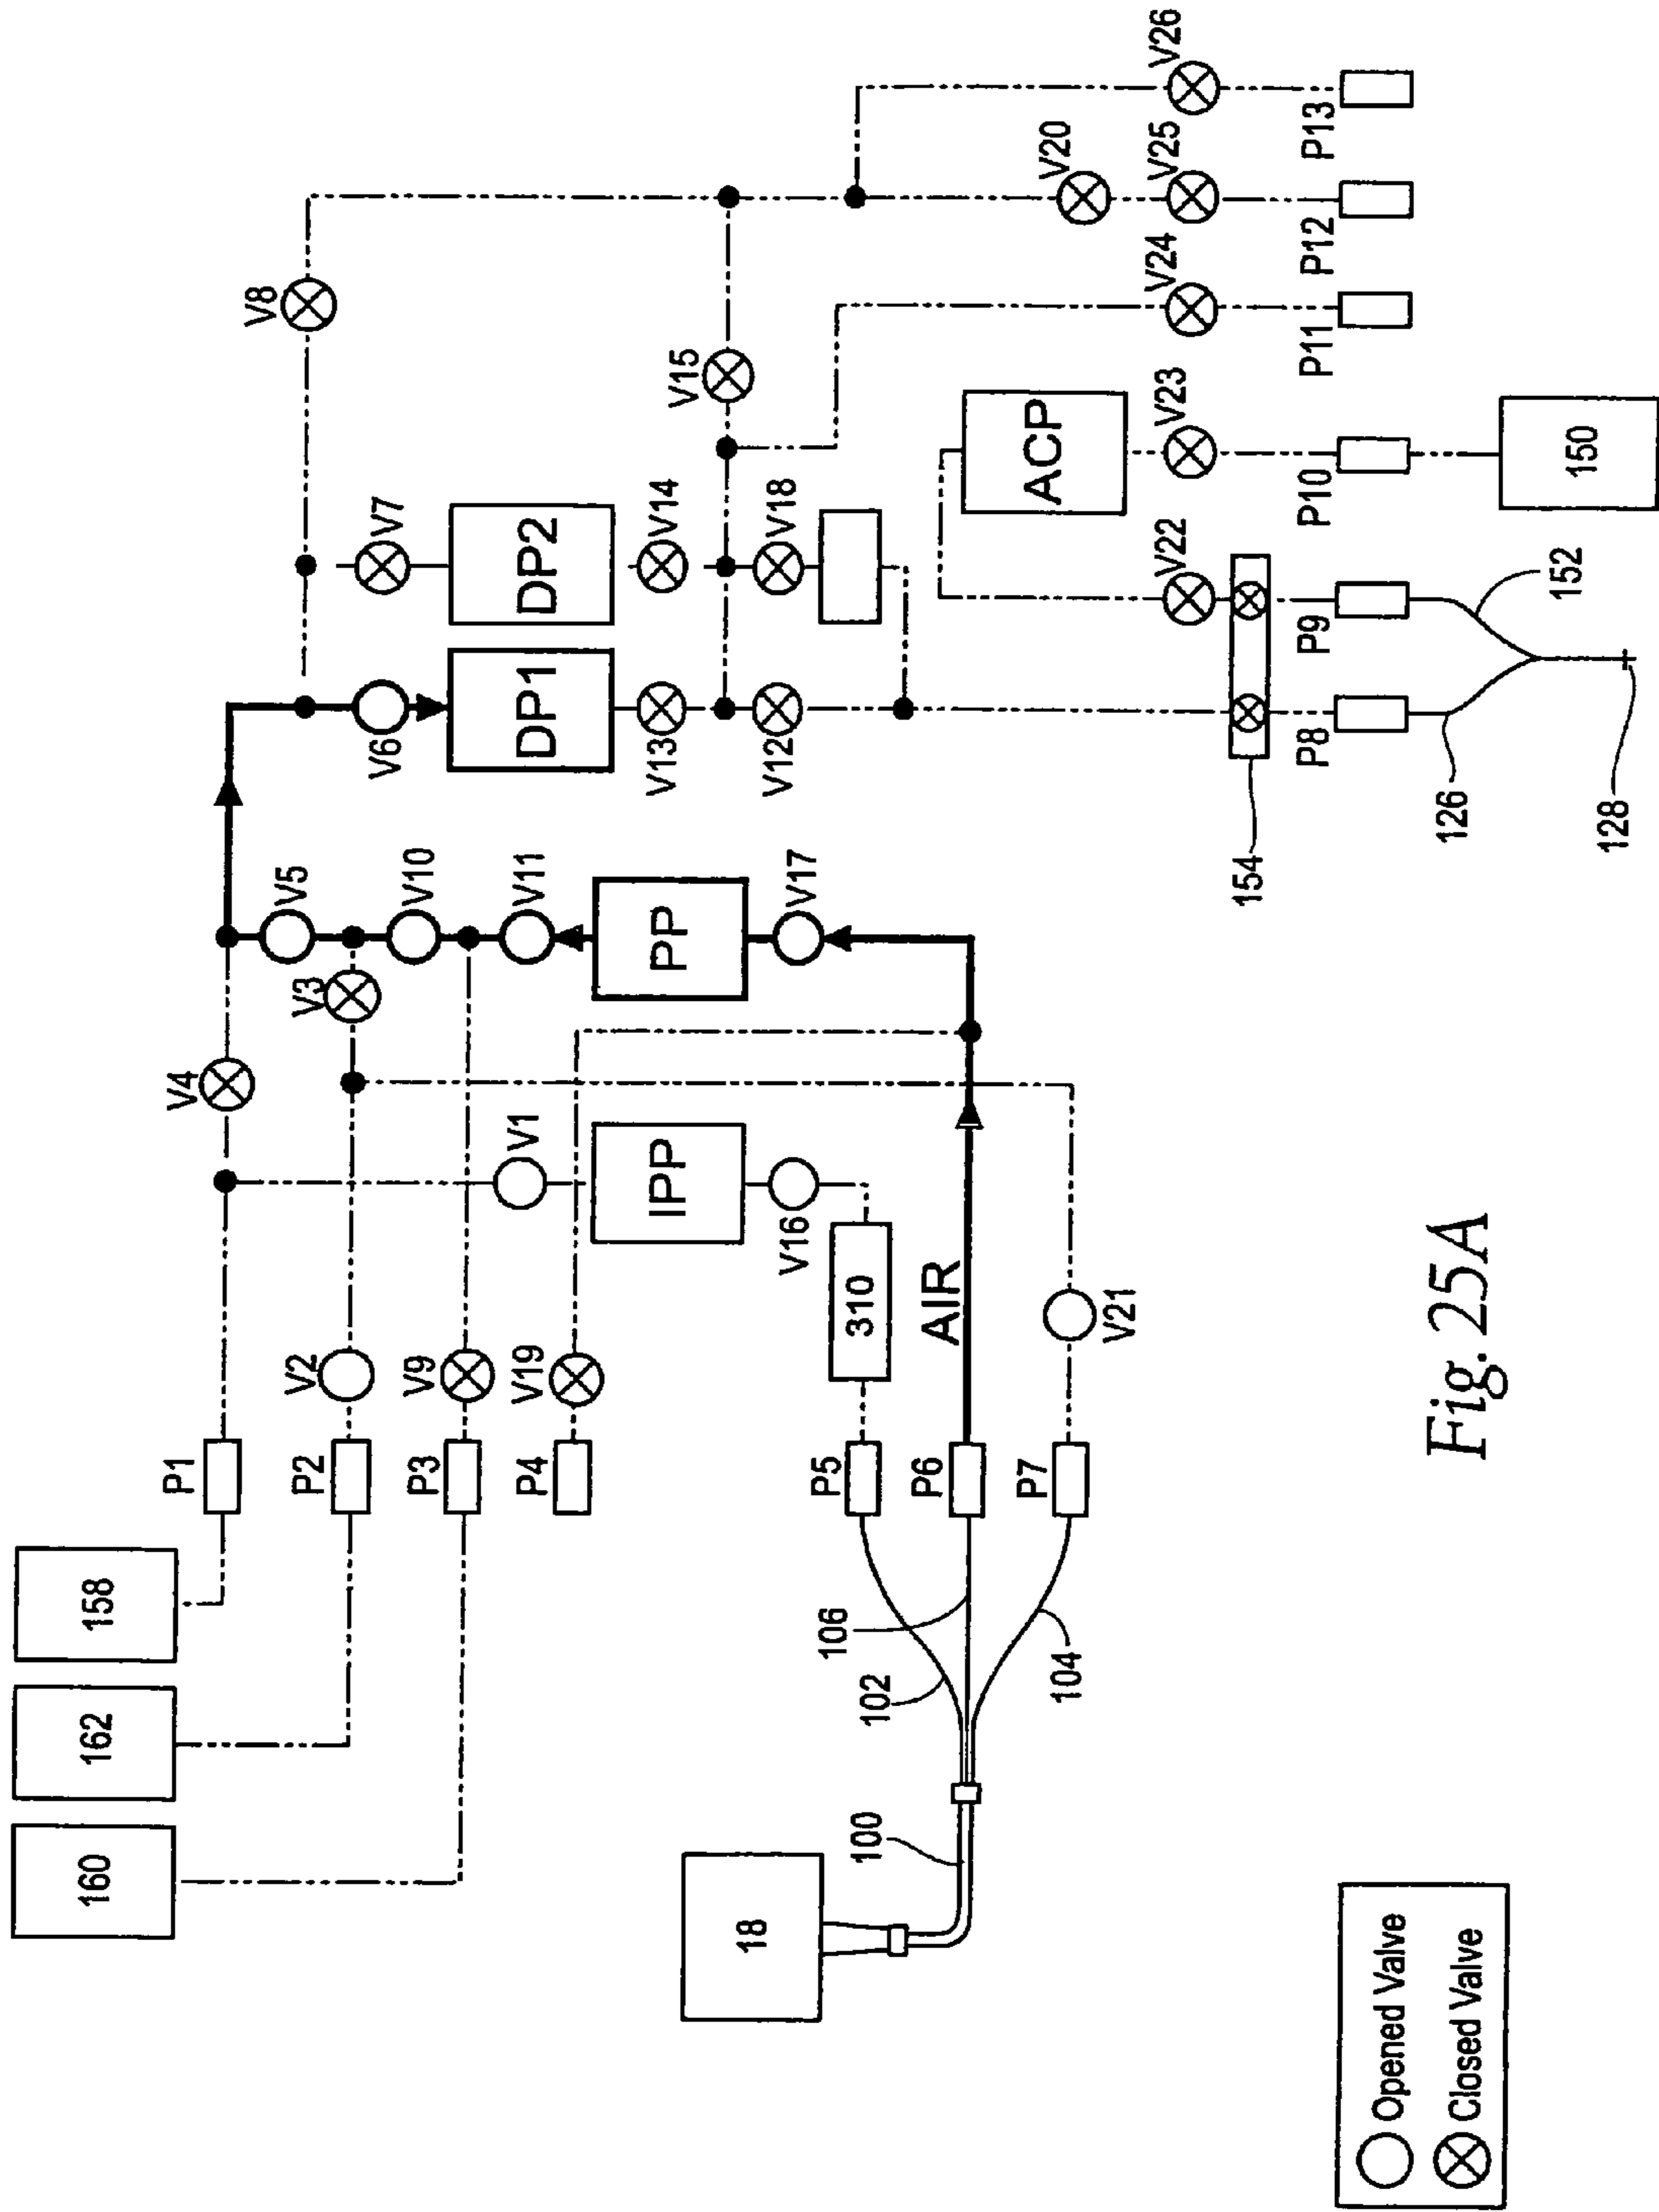 160
162
158
P1
P2
P3
P4
V2
V9
V19
V4
V3
V5
V10
V11
V1
IPP
V16
310
PP
V17
V8
V6
V7
DP1
DP2
V13
V14
V12
V18
V15
V20
V26
V25
V24
V23
V22
ACP
154
P8
P9
P10
P11
P12
P13
126
152
128
150
18
100
102
106
104
P5
P6
P7
AIR
V21
Opened Valve
Closed Valve
Fig. 25A